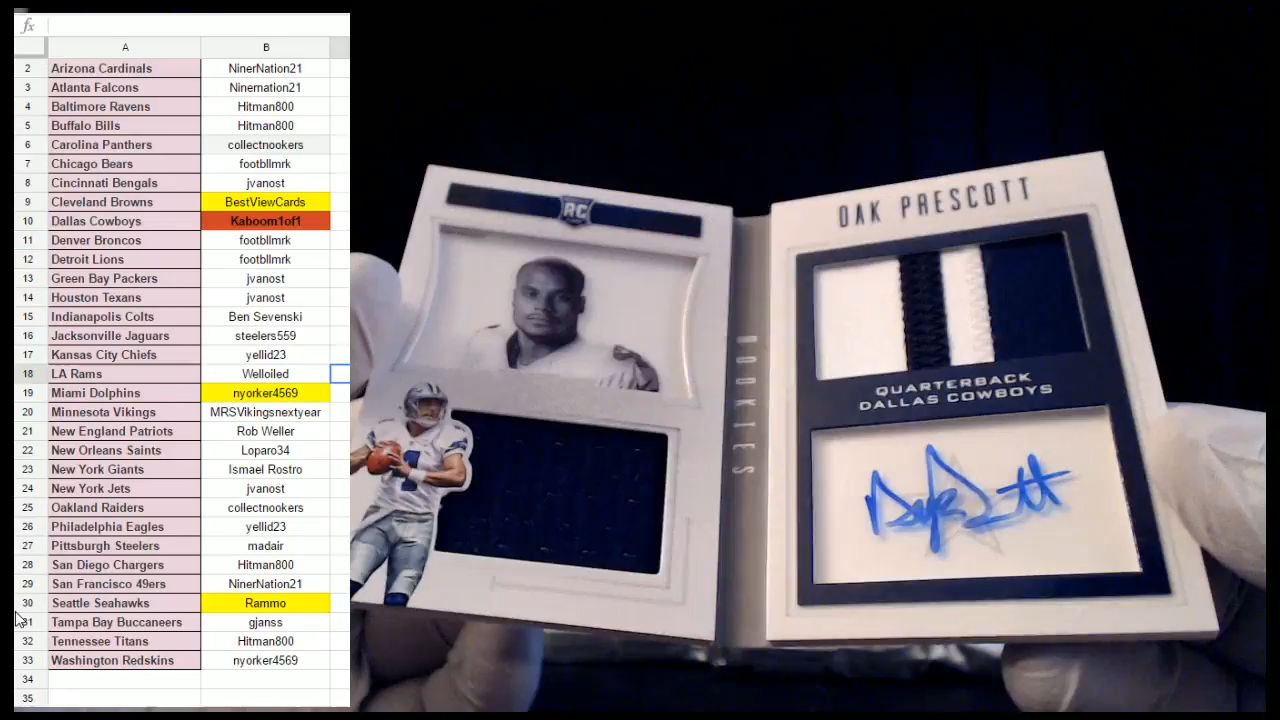 fx
A B
2 Arizona Cardinals NinerNation21
3 Atlanta Falcons Ninernation21
4 Baltimore Ravens Hitman800
5 Buffalo Bills Hitman800
6 Carolina Panthers collectnookers
7 Chicago Bears footbllmrk
8 Cincinnati Bengals jvanost
9 Cleveland Browns BestViewCards
10 Dallas Cowboys Kaboom1of1
11 Denver Broncos footbllmrk
12 Detroit Lions footbllmrk
13 Green Bay Packers jvanost
14 Houston Texans jvanost
15 Indianapolis Colts Ben Sevenski
16 Jacksonville Jaguars steelers559
17 Kansas City Chiefs yellid23
18 LA Rams Welloiled
19 Miami Dolphins nyorker4569
20 Minnesota Vikings MRSVikingsnextyear
21 New England Patriots Rob Weller
22 New Orleans Saints Loparo34
23 New York Giants Ismael Rostro
24 New York Jets jvanost
25 Oakland Raiders collectnookers
26 Philadelphia Eagles yellid23
27 Pittsburgh Steelers madair
28 San Diego Chargers Hitman800
29 San Francisco 49ers NinerNation21
30 Seattle Seahawks Rammo
31 Tampa Bay Buccaneers gjanss
32 Tennessee Titans Hitman800
33 Washington Redskins nyorker4569
34
35
RC
1
ROOKIES
DAK PRESCOTT
QUARTERBACK
DALLAS COWBOYS